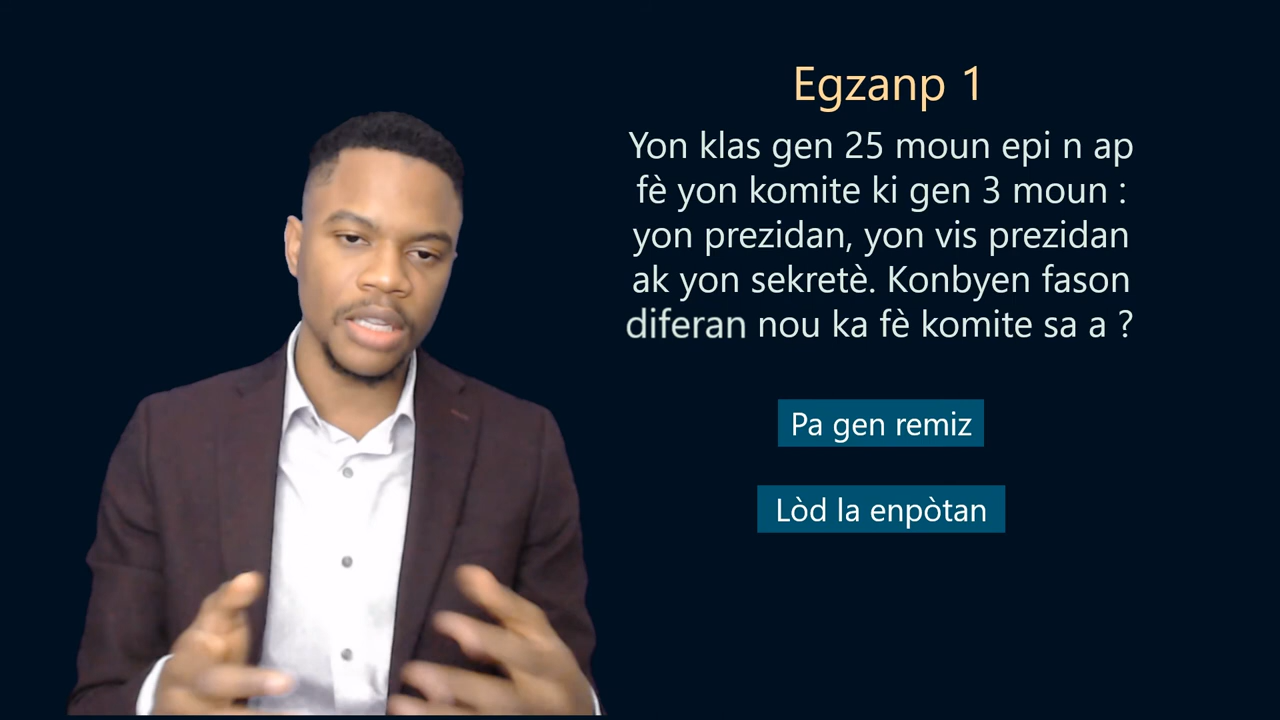 Egzanp 1
Yon klas gen 25 moun epi n ap
fè yon komite ki gen 3 moun :
yon prezidan, yon vis prezidan
ak yon sekretè. Konbyen fason
diferan nou ka fè komite sa a ?
Pa gen remiz
Lòd la enpòtan